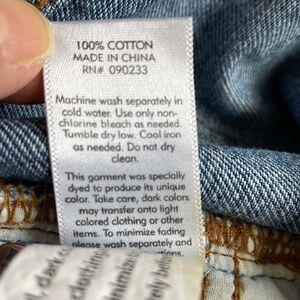 100% COTTON
MADE IN CHINA
RN# 090233
Machine wash separately in
cold water. Use only non-
chlorine bleach as needed.
Tumble dry low. Cool iron
as needed. Do not dry
clean.
This garment was specially
dyed to produce its unique
color. Take care, dark colors
may transfer onto light
colored clothing or other
items. To minimize fading
please wash separately and